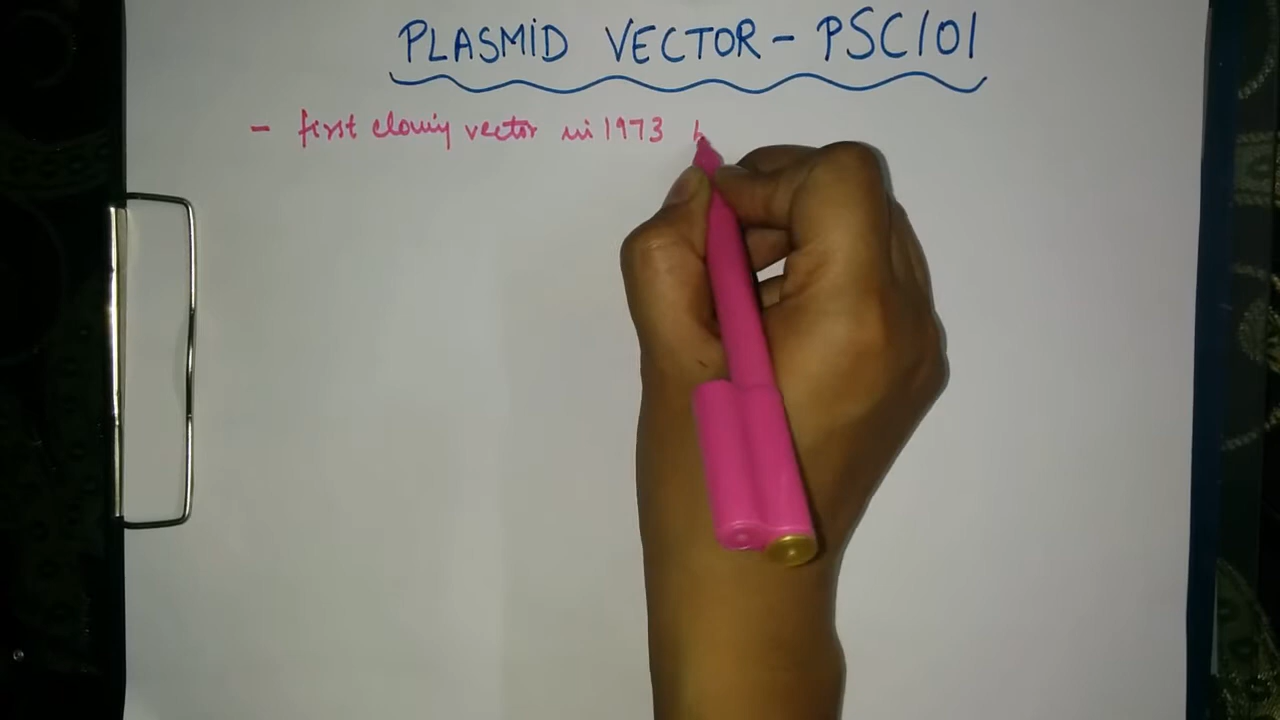 PLASMID VECTOR - PSC101
- first cloning vector in 1973